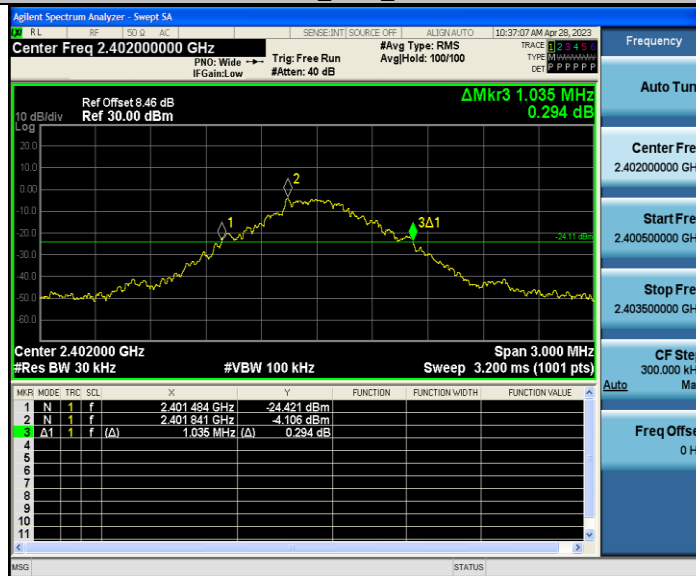 Agilent Spectrum Analyzer - Swept SA
RL RF 50 Ω AC SENSE:INT SOURCE OFF ALIGN AUTO 10:37:07 AM Apr 28, 2023
Center Freq 2.402000000 GHz
PNO: Wide
IFGain:Low
Trig: Free Run
#Atten: 40 dB
#Avg Type: RMS
Avg|Hold: 100/100
TRACE 1 2 3 4 5 6
TYPE M
DET P P P P P P
Frequency
Ref Offset 8.46 dB
10 dB/div Ref 30.00 dBm
Log
ΔMkr3 1.035 MHz
0.294 dB
20.0
10.0
0.00
-10.0
-20.0
-30.0
-40.0
-50.0
-60.0
1
2
3Δ1
-24.11 dBm
Center 2.402000 GHz Span 3.000 MHz
#Res BW 30 kHz #VBW 100 kHz Sweep 3.200 ms (1001 pts)
MKR MODE TRC SCL X Y FUNCTION FUNCTION WIDTH FUNCTION VALUE
1 N 1 f 2.401 484 GHz -24.421 dBm
2 N 1 f 2.401 841 GHz -4.106 dBm
3 Δ1 1 f (Δ) 1.035 MHz (Δ) 0.294 dB
4
5
6
7
8
9
10
11
MSG STATUS
Auto Tun
Center Fre
2.402000000 GH
Start Fre
2.400500000 GH
Stop Fre
2.403500000 GH
CF Ste
300.000 kH
Auto Ma
Freq Offse
0 H